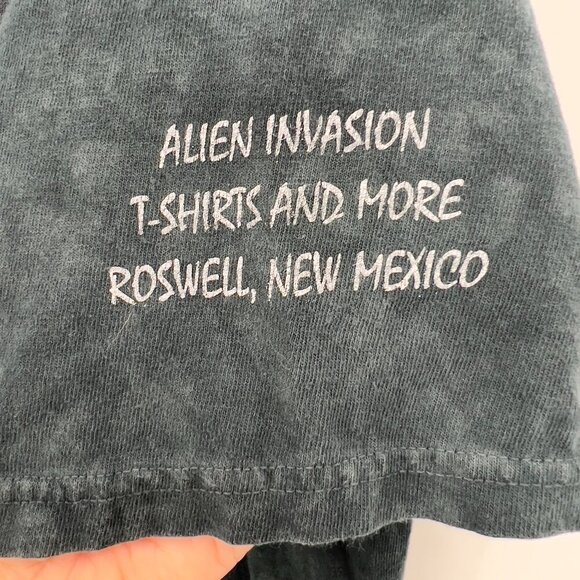 ALIEN INVASION
T-SHIRTS AND MORE
ROSWELL, NEW MEXICO